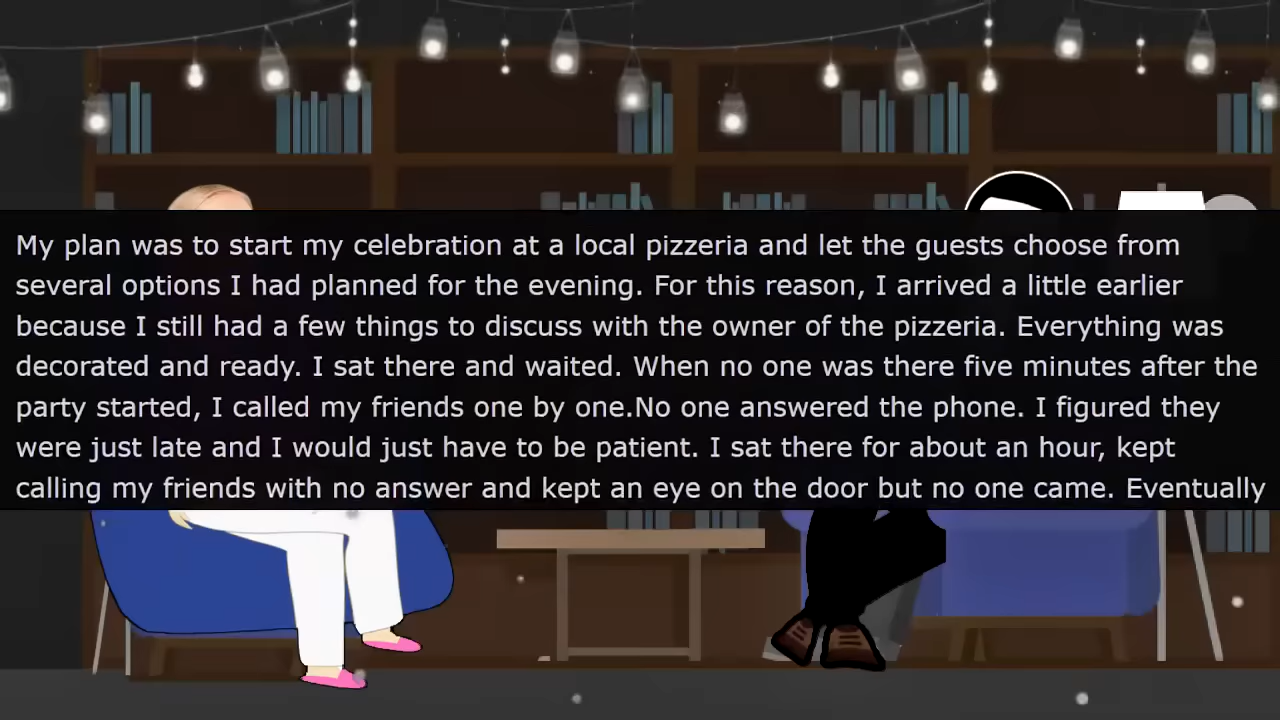 My plan was to start my celebration at a local pizzeria and let the guests choose from
several options I had planned for the evening. For this reason, I arrived a little earlier
because I still had a few things to discuss with the owner of the pizzeria. Everything was
decorated and ready. I sat there and waited. When no one was there five minutes after the
party started, I called my friends one by one.No one answered the phone. I figured they
were just late and I would just have to be patient. I sat there for about an hour, kept
calling my friends with no answer and kept an eye on the door but no one came. Eventually